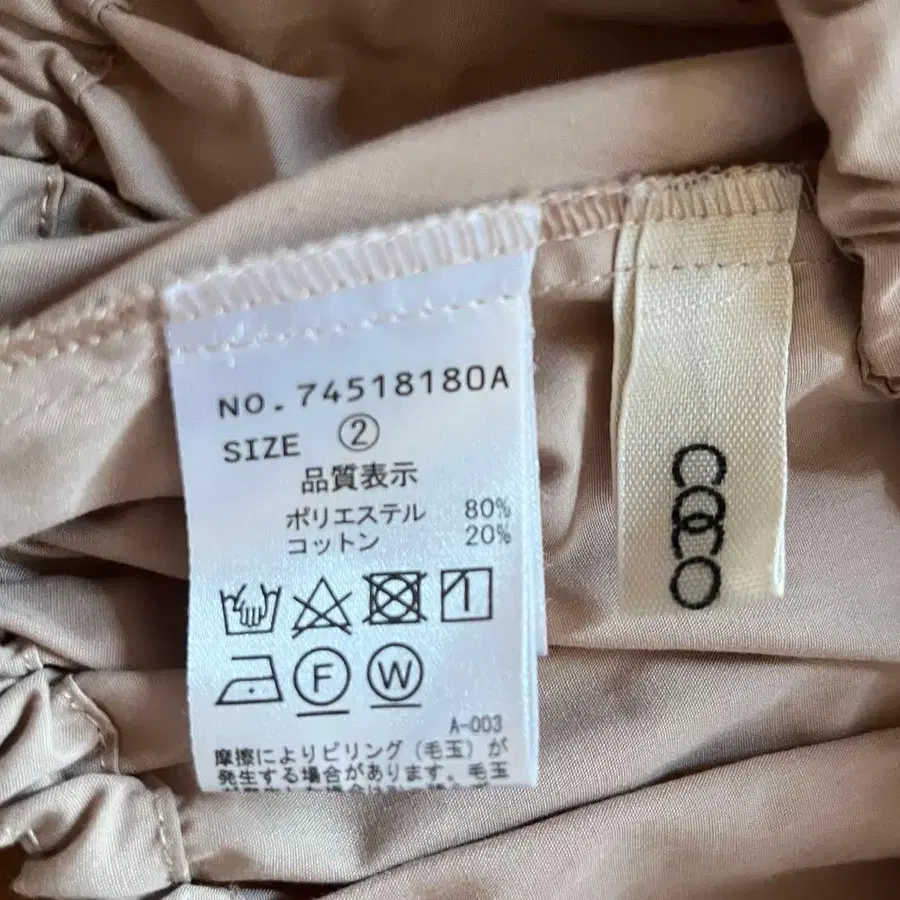 NO.74518180A
SIZE ②
品質表示
ポリエステル 80%
コットン 20%
F W
A-003
摩擦によりピリング(毛玉)が
発生する場合があります。毛玉
COCO